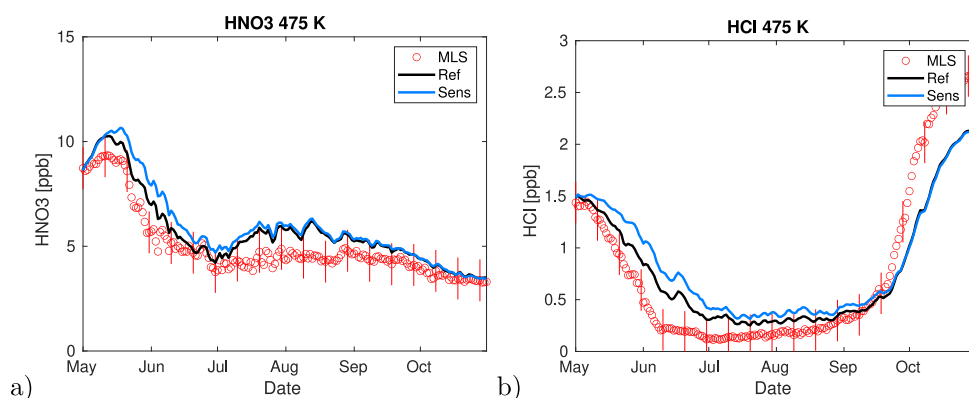 HNO3 475 K
15
10
5
0
HNO3 [ppb]
MLS
Ref
Sens
May Jun Jul Aug Sep Oct
Date
a)
HCl 475 K
3
2.5
2
1.5
1
0.5
0
HCl [ppb]
MLS
Ref
Sens
May Jun Jul Aug Sep Oct
Date
b)